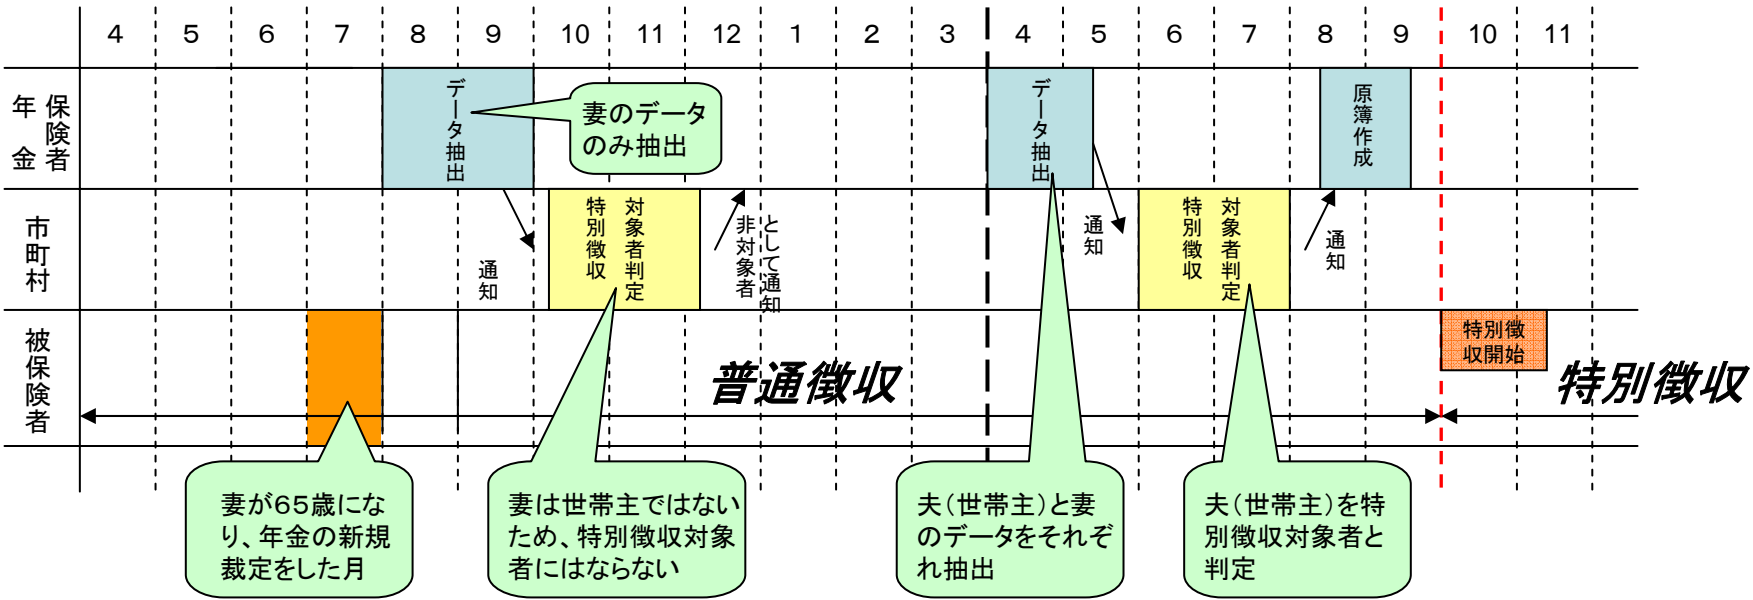 4 5 6 7 8 9 10 11 12 1 2 3 4 5 6 7 8 9 10 11
年金
保険者
データ抽出
妻のデータ
のみ抽出
データ抽出
原簿作成
市町村
通知
特別徴収
対象者判定
非対象者
として通知
通知
特別徴収
対象者判定
通知
被保険者
普通徴収
特別徴
収開始
特別徴収
妻が65歳にな
り、年金の新規
裁定をした月
妻は世帯主ではない
ため、特別徴収対象
者にはならない
夫(世帯主)と妻
のデータをそれぞ
れ抽出
夫(世帯主)を特
別徴収対象者と
判定